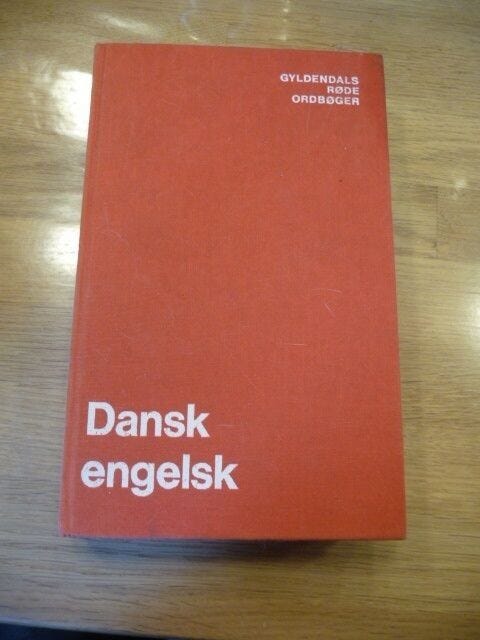 GYLDENDALS
RØDE
ORDBØGER
Dansk
engelsk